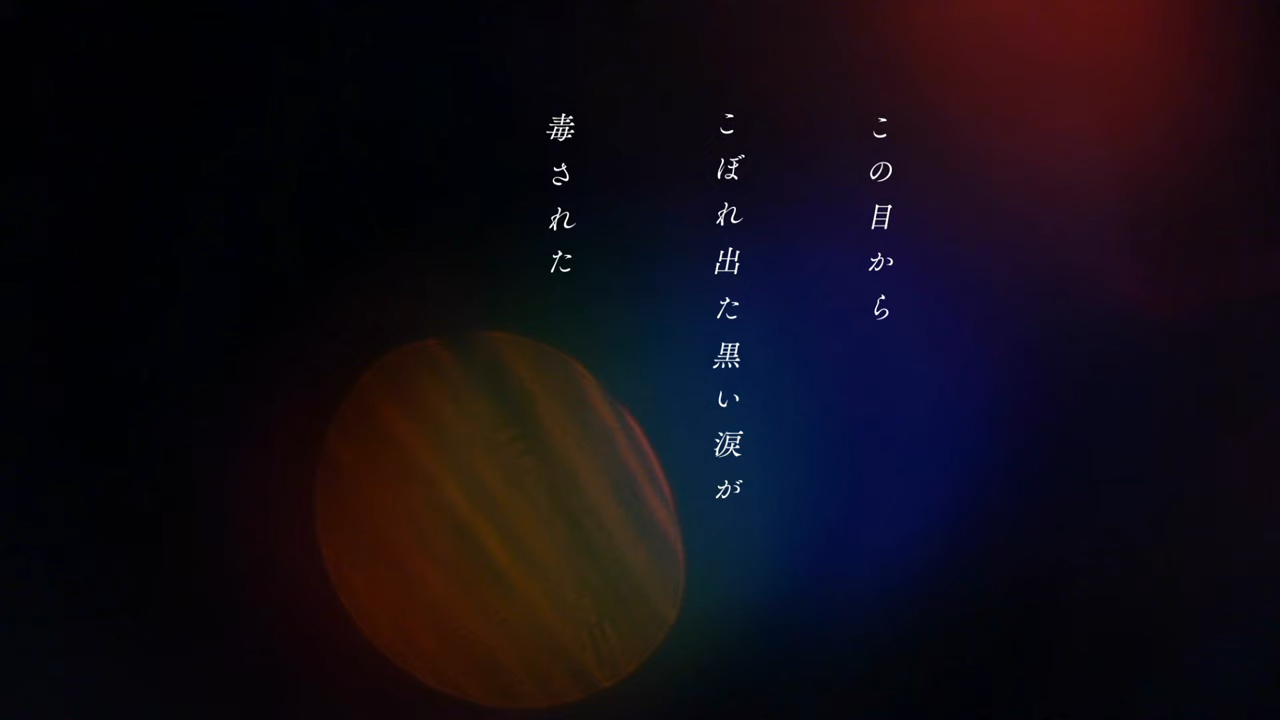 この目から
こぼれ出た黒い涙が
毒された